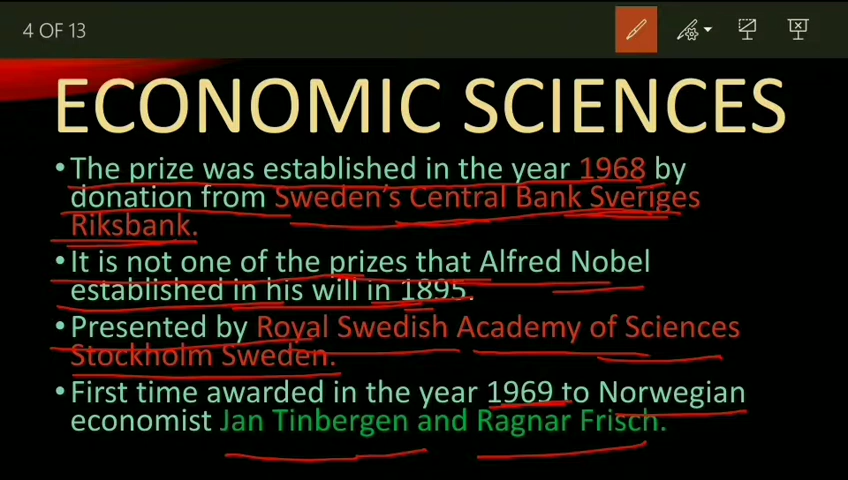 4 OF 13
ECONOMIC SCIENCES
•The prize was established in the year 1968 by
donation from Sweden's Central Bank Sveriges
Riksbank.
•It is not one of the prizes that Alfred Nobel
established in his will in 1895.
•Presented by Royal Swedish Academy of Sciences
Stockholm Sweden.
•First time awarded in the year 1969 to Norwegian
economist Jan Tinbergen and Ragnar Frisch.